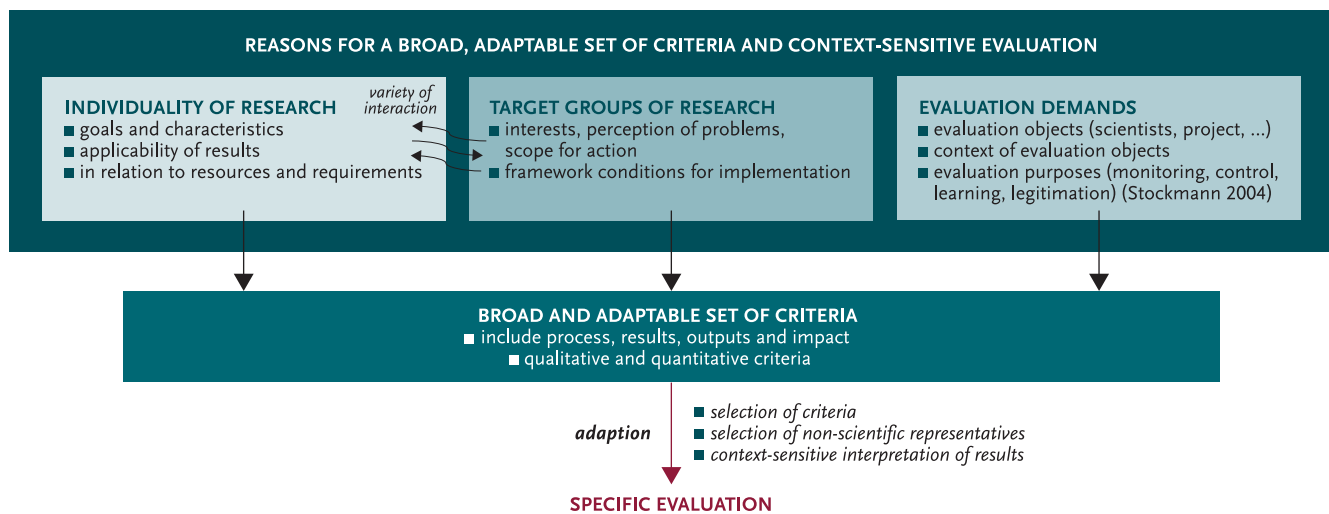 REASONS FOR A BROAD, ADAPTABLE SET OF CRITERIA AND CONTEXT-SENSITIVE EVALUATION
INDIVIDUALITY OF RESEARCH
■ goals and characteristics
■ applicability of results
■ in relation to resources and requirements
variety of
interaction
TARGET GROUPS OF RESEARCH
■ interests, perception of problems,
scope for action
■ framework conditions for implementation
EVALUATION DEMANDS
■ evaluation objects (scientists, project, ...)
■ context of evaluation objects
■ evaluation purposes (monitoring, control,
learning, legitimation) (Stockmann 2004)
BROAD AND ADAPTABLE SET OF CRITERIA
■ include process, results, outputs and impact
■ qualitative and quantitative criteria
adaption
■ selection of criteria
■ selection of non-scientific representatives
■ context-sensitive interpretation of results
SPECIFIC EVALUATION